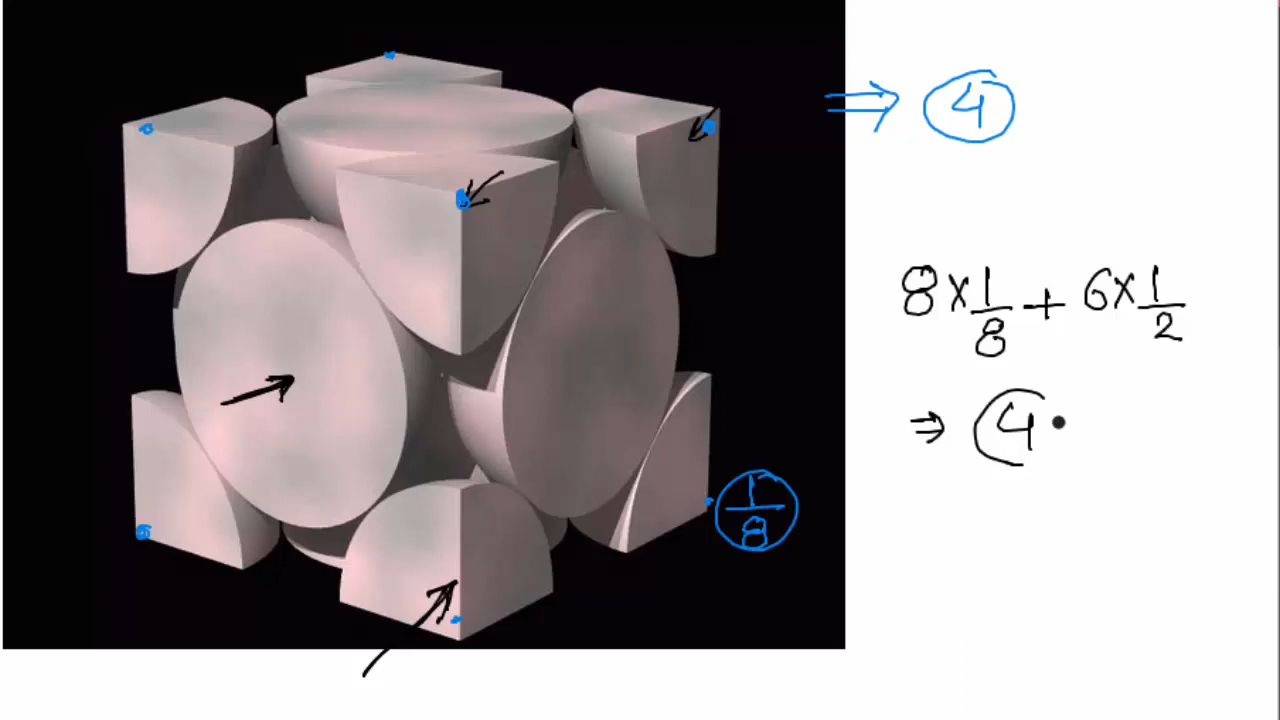 ⇒ 4
8 × 1/8 + 6 × 1/2
⇒ 4
1/8